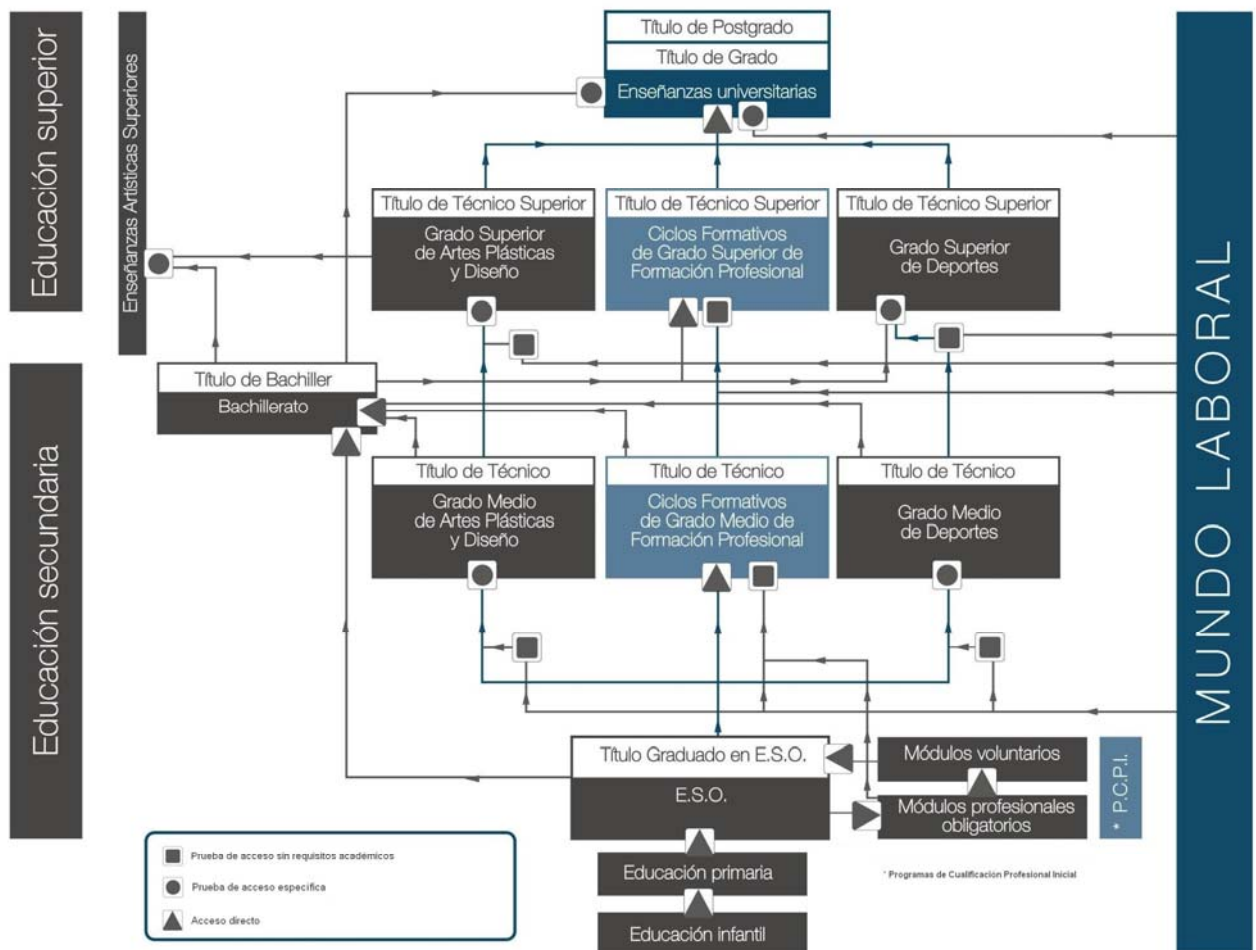 Educación superior
Educación secundaria
Enseñanzas Artísticas Superiores
Título de Postgrado
Título de Grado
Enseñanzas universitarias
Título de Técnico Superior
Grado Superior
de Artes Plásticas
y Diseño
Título de Técnico Superior
Ciclos Formativos
de Grado Superior de
Formación Profesional
Título de Técnico Superior
Grado Superior
de Deportes
Título de Bachiller
Bachillerato
Título de Técnico
Grado Medio
de Artes Plásticas
y Diseño
Título de Técnico
Ciclos Formativos
de Grado Medio de
Formación Profesional
Título de Técnico
Grado Medio
de Deportes
Título Graduado en E.S.O.
E.S.O.
Módulos voluntarios
Módulos profesionales
obligatorios
* P.C.P.I.
Educación primaria
Educación infantil
* Programas de Cualificación Profesional Inicial
Prueba de acceso sin requisitos académicos
Prueba de acceso específica
Acceso directo
MUNDO LABORAL